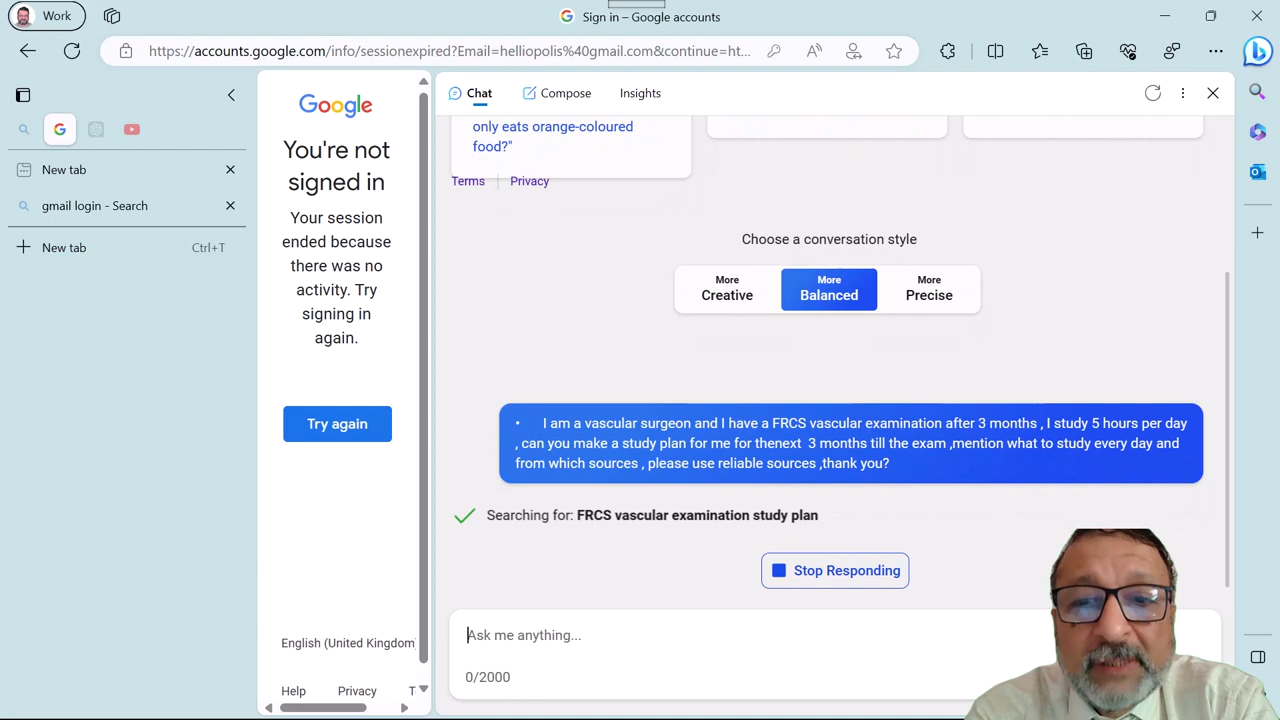 Work
Sign in – Google accounts
https://accounts.google.com/info/sessionexpired?Email=helliopolis%40gmail.com&continue=ht...
New tab
gmail login - Search
New tab
Ctrl+T
Google
You're not
signed in
Your session
ended because
there was no
activity. Try
signing in
again.
Try again
English (United Kingdom)
Help
Privacy
T
Chat
Compose
Insights
only eats orange-coloured
food?"
Terms
Privacy
Choose a conversation style
More
Creative
More
Balanced
More
Precise
• I am a vascular surgeon and I have a FRCS vascular examination after 3 months , I study 5 hours per day
, can you make a study plan for me for thenext 3 months till the exam ,mention what to study every day and
from which sources , please use reliable sources ,thank you?
Searching for: FRCS vascular examination study plan
Stop Responding
Ask me anything...
0/2000